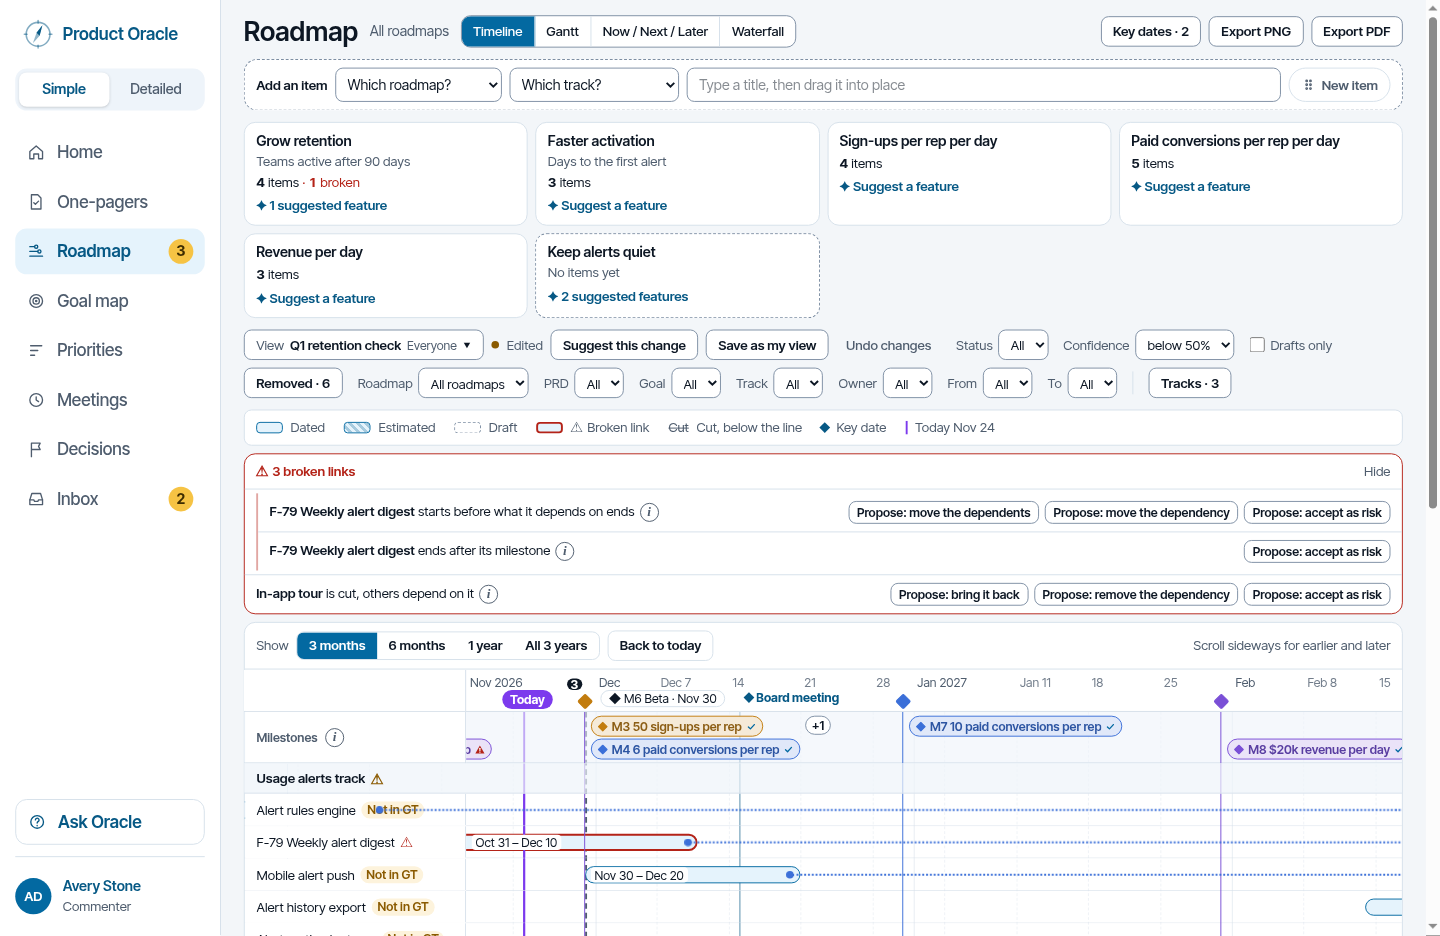 Product Oracle
Simple
Detailed
Home
One-pagers
Roadmap
3
Goal map
Priorities
Meetings
Decisions
Inbox
2
Ask Oracle
AD
Avery Stone
Commenter
Roadmap
All roadmaps
Timeline
Gantt
Now / Next / Later
Waterfall
Key dates · 2
Export PNG
Export PDF
Add an item
Which roadmap?
Which track?
Type a title, then drag it into place
New item
Grow retention
Teams active after 90 days
4 items · 1 broken
1 suggested feature
Faster activation
Days to the first alert
3 items
Suggest a feature
Sign-ups per rep per day
4 items
Suggest a feature
Paid conversions per rep per day
5 items
Suggest a feature
Revenue per day
3 items
Suggest a feature
Keep alerts quiet
No items yet
2 suggested features
View Q1 retention check Everyone
Edited
Suggest this change
Save as my view
Undo changes
Status
All
Confidence
below 50%
Drafts only
Removed · 6
Roadmap
All roadmaps
PRD
All
Goal
All
Track
All
Owner
All
From
All
To
All
Tracks · 3
Dated
Estimated
Draft
Broken link
Cut
Cut, below the line
Key date
Today Nov 24
3 broken links
Hide
F-79 Weekly alert digest starts before what it depends on ends
Propose: move the dependents
Propose: move the dependency
Propose: accept as risk
F-79 Weekly alert digest ends after its milestone
Propose: accept as risk
In-app tour is cut, others depend on it
Propose: bring it back
Propose: remove the dependency
Propose: accept as risk
Show
3 months
6 months
1 year
All 3 years
Back to today
Scroll sideways for earlier and later
Nov 2026
3
Dec
Dec 7
14
21
28
Jan 2027
Jan 11
18
25
Feb
Feb 8
15
Today
M6 Beta · Nov 30
Board meeting
Milestones
M3 50 sign-ups per rep
+1
M7 10 paid conversions per rep
M4 6 paid conversions per rep
M8 $20k revenue per day
Usage alerts track
Alert rules engine
Not in GT
F-79 Weekly alert digest
Oct 31 – Dec 10
Mobile alert push
Not in GT
Nov 30 – Dec 20
Alert history export
Not in GT